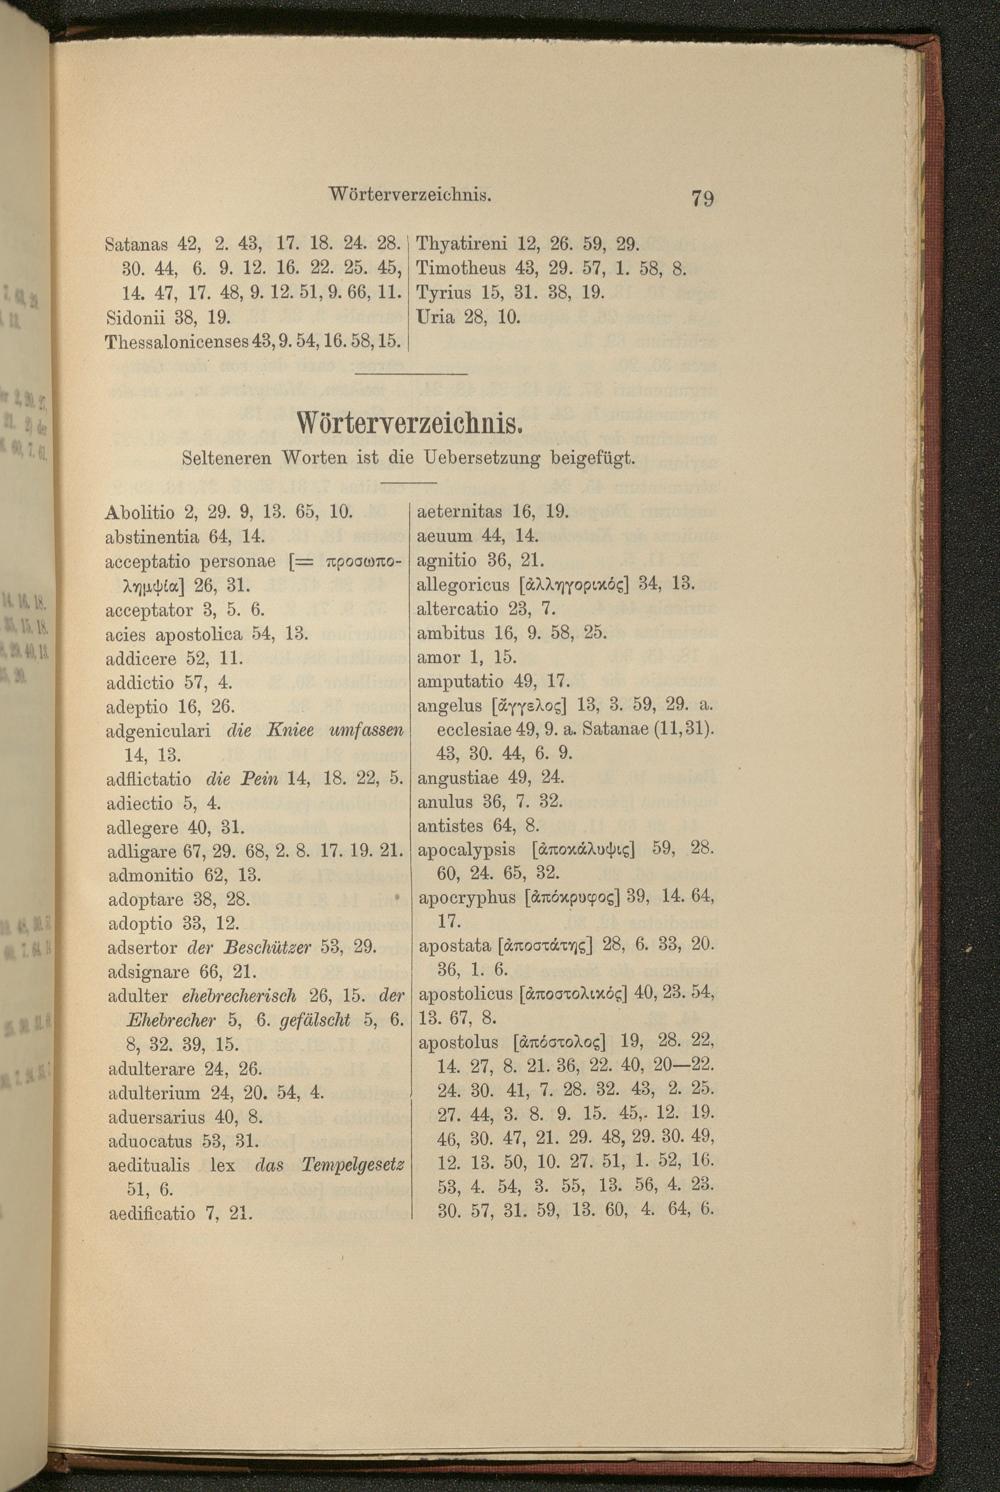 Wörterverzeichnis.
79
Satanas 42, 2. 43, 17. 18. 24. 28.
30. 44, 6. 9. 12. 16. 22. 25. 45,
14. 47, 17. 48, 9. 12. 51, 9. 66, 11.
Sidonii 38, 19.
Thessalonicenses 43, 9. 54, 16. 58, 15.
Thyatireni 12, 26. 59, 29.
Timotheus 43, 29. 57, 1. 58, 8.
Tyrius 15, 31. 38, 19.
Uria 28, 10.
Wörterverzeichnis.
Selteneren Worten ist die Uebersetzung beigefügt.
Abolitio 2, 29. 9, 13. 65, 10.
abstinentia 64, 14.
acceptatio personae [= προσωπο-
λημψία] 26, 31.
acceptator 3, 5. 6.
acies apostolica 54, 13.
addicere 52, 11.
addictio 57, 4.
adeptio 16, 26.
adgeniculari die Kniee umfassen
14, 13.
adflictatio die Pein 14, 18. 22, 5.
adiectio 5, 4.
adlegere 40, 31.
adligare 67, 29. 68, 2. 8. 17. 19. 21.
admonitio 62, 13.
adoptare 38, 28.
adoptio 33, 12.
adsertor der Beschützer 53, 29.
adsignare 66, 21.
adulter ehebrecherisch 26, 15. der
Ehebrecher 5, 6. gefälscht 5, 6.
8, 32. 39, 15.
adulterare 24, 26.
adulterium 24, 20. 54, 4.
aduersarius 40, 8.
aduocatus 53, 31.
aeditualis lex das Tempelgesetz
51, 6.
aedificatio 7, 21.
aeternitas 16, 19.
aeuum 44, 14.
agnitio 36, 21.
allegoricus [ἀλληγορικός] 34, 13.
altercatio 23, 7.
ambitus 16, 9. 58, 25.
amor 1, 15.
amputatio 49, 17.
angelus [ἄγγελος] 13, 3. 59, 29. a.
ecclesiae 49, 9. a. Satanae (11, 31).
43, 30. 44, 6. 9.
angustiae 49, 24.
anulus 36, 7. 32.
antistes 64, 8.
apocalypsis [ἀποκάλυψις] 59, 28.
60, 24. 65, 32.
apocryphus [ἀπόκρυφος] 39, 14. 64,
17.
apostata [ἀποστάτης] 28, 6. 33, 20.
36, 1. 6.
apostolicus [ἀποστολικός] 40, 23. 54,
13. 67, 8.
apostolus [ἀπόστολος] 19, 28. 22,
14. 27, 8. 21. 36, 22. 40, 20—22.
24. 30. 41, 7. 28. 32. 43, 2. 25.
27. 44, 3. 8. 9. 15. 45,. 12. 19.
46, 30. 47, 21. 29. 48, 29. 30. 49,
12. 13. 50, 10. 27. 51, 1. 52, 16.
53, 4. 54, 3. 55, 13. 56, 4. 23.
30. 57, 31. 59, 13. 60, 4. 64, 6.